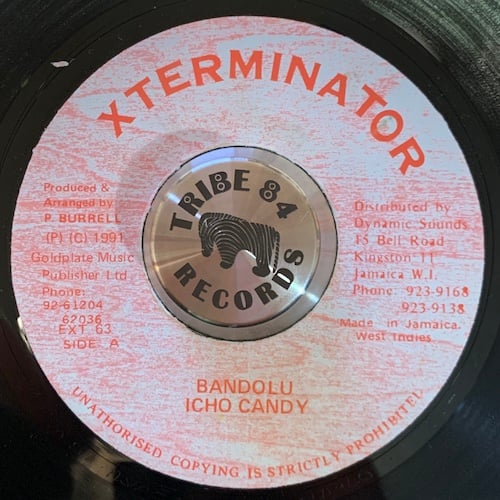 XTERMINATOR
Produced &
Arranged by
P. BURRELL
(P) (C) 1991
Goldplate Music
Publisher Ltd.
Phone:
92-61204
62036
EXT 63
SIDE A
TRIBE 84
RECORDS
Distributed by
Dynamic Sounds
15 Bell Road
Kingston 11
Jamaica W.I.
Phone: 923-9168
923-9138
Made in Jamaica.
West Indies
BANDOLU
ICHO CANDY
UNAUTHORISED COPYING IS STRICTLY PROHIBITED